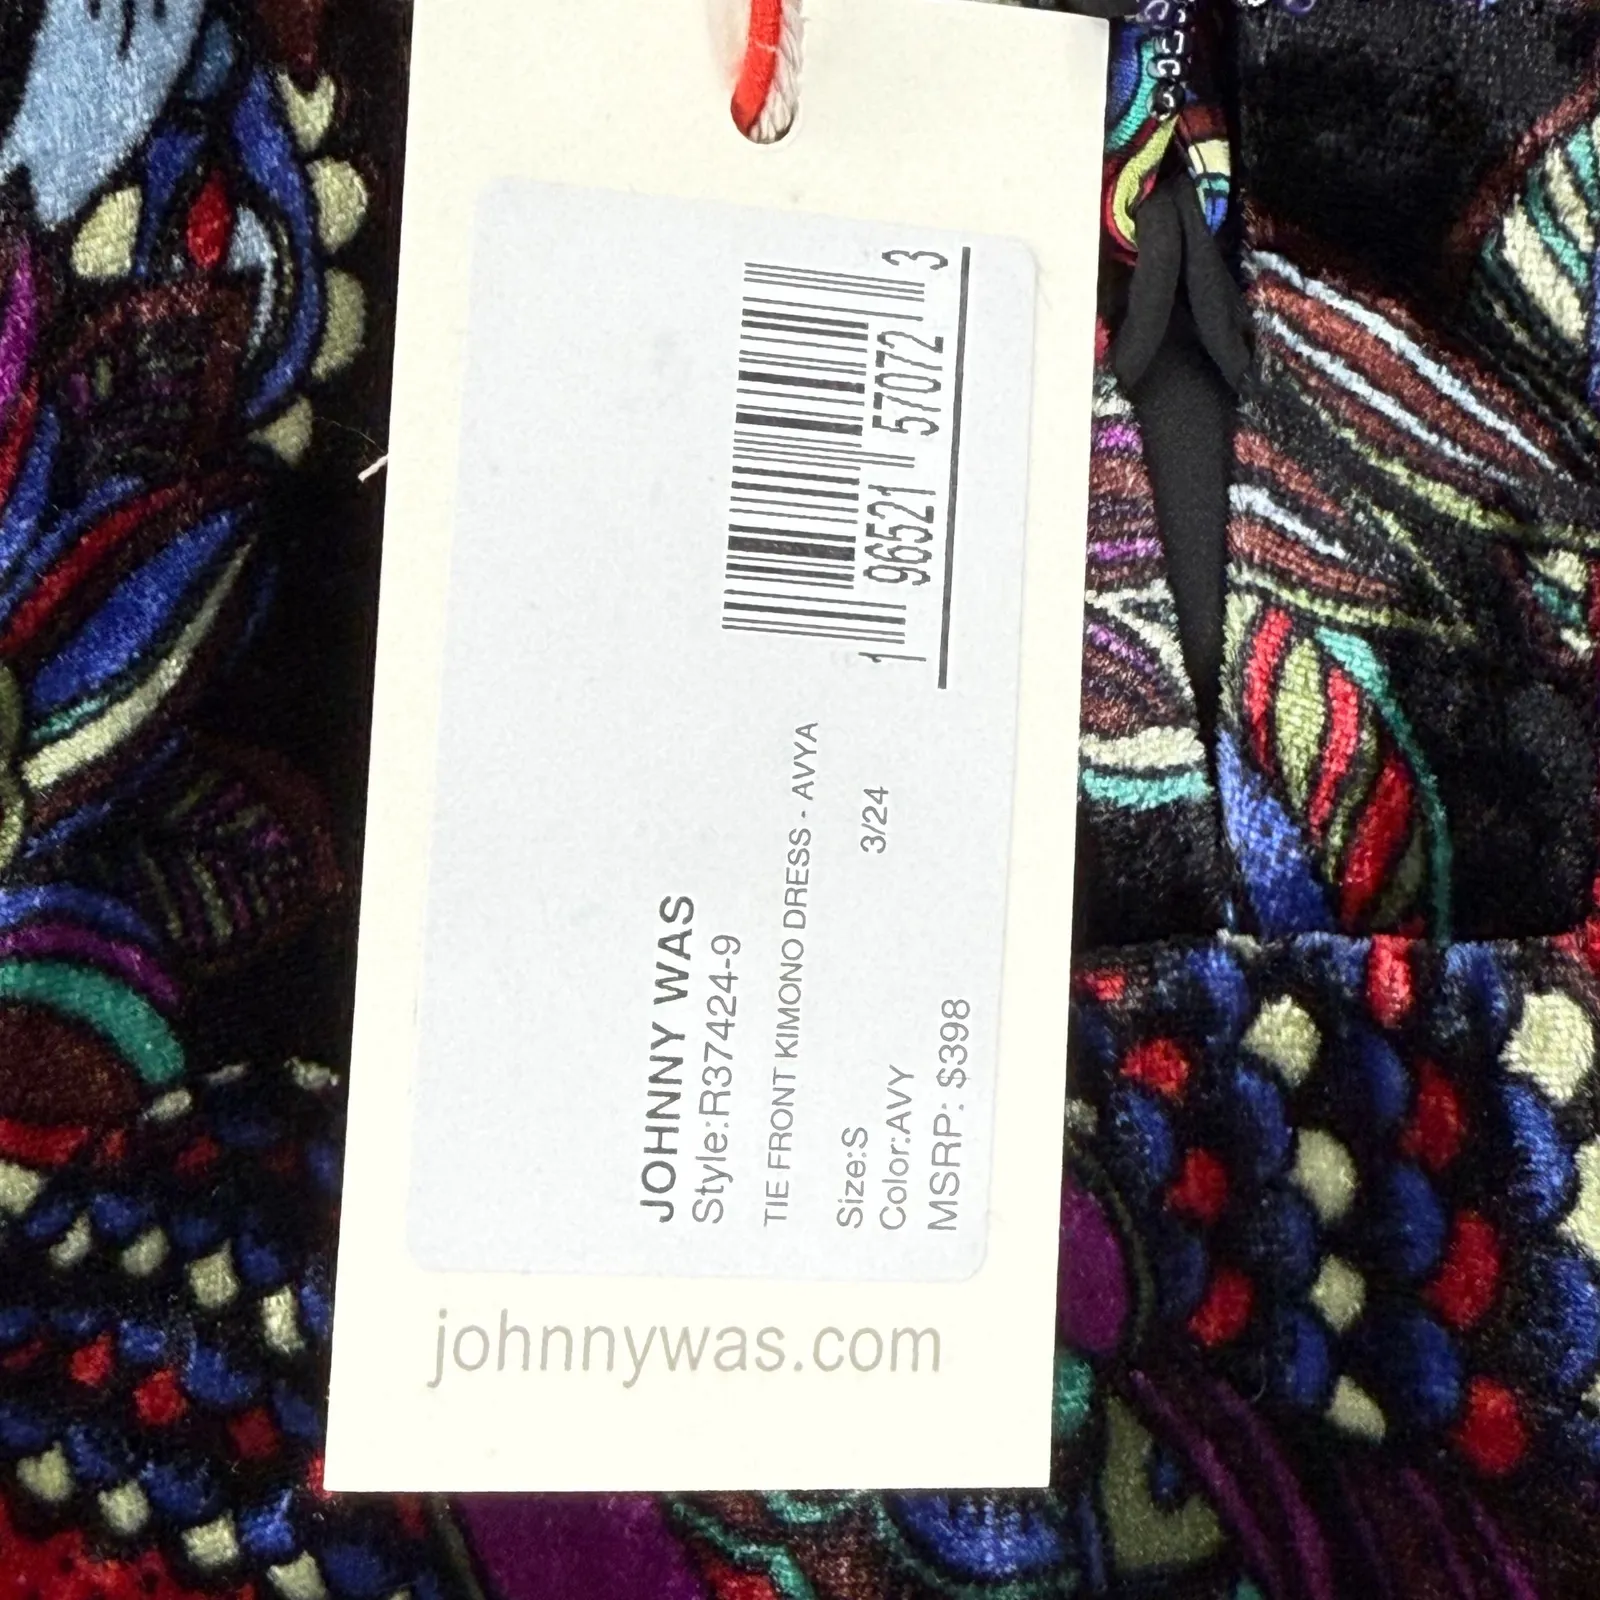 JOHNNY WAS
Style:R37424-9
TIE FRONT KIMONO DRESS - AVYA
Size:S 3/24
Color:AVY
MSRP: $398
1 96521 57072 3
johnnywas.com